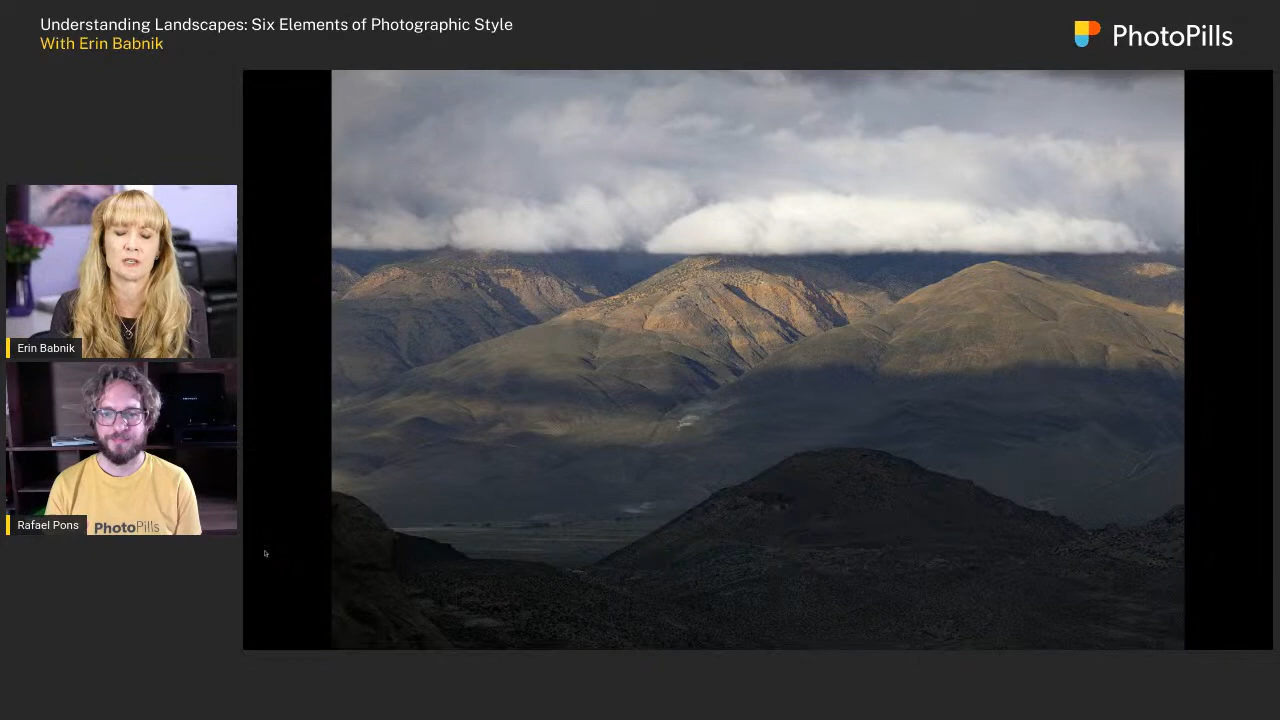 Understanding Landscapes: Six Elements of Photographic Style
With Erin Babnik
PhotoPills
Erin Babnik
Rafael Pons
PhotoPills